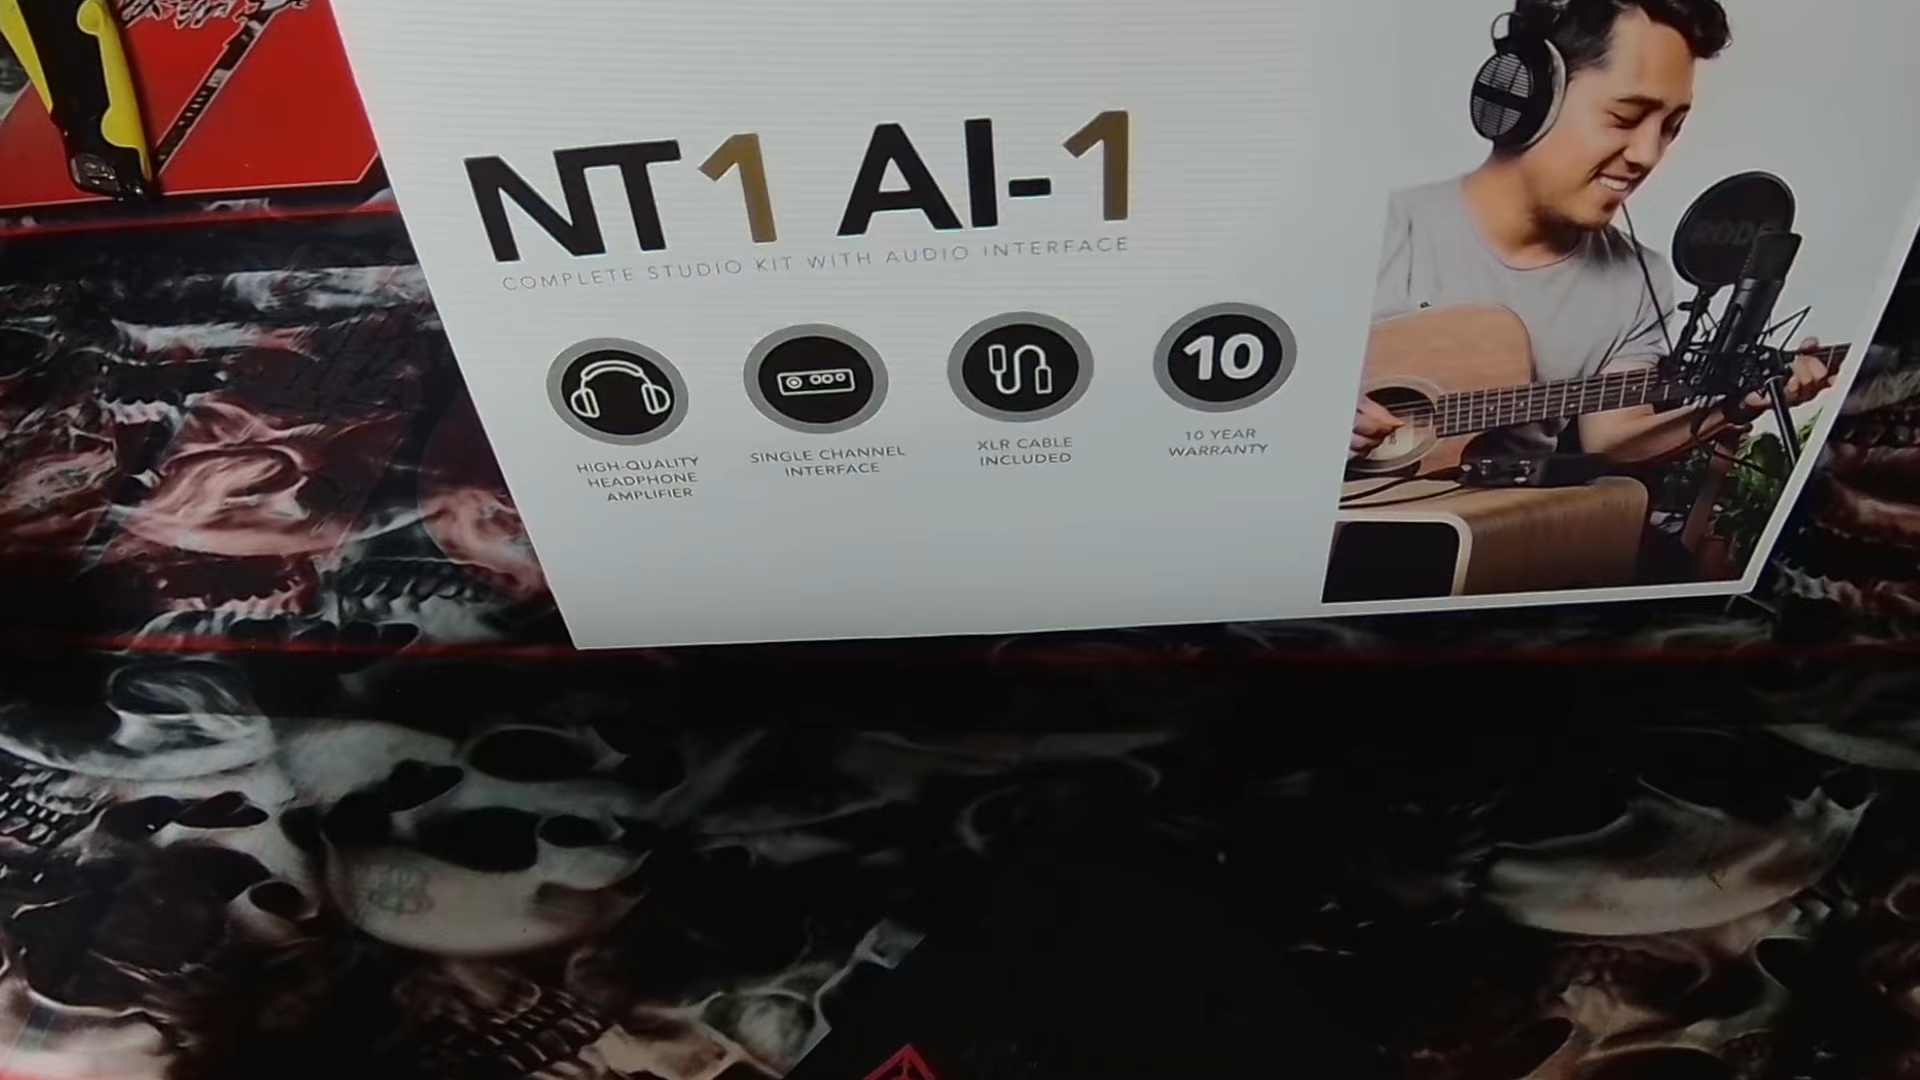 NT1 AI-1
COMPLETE STUDIO KIT WITH AUDIO INTERFACE
10
HIGH-QUALITY
HEADPHONE
AMPLIFIER
SINGLE CHANNEL
INTERFACE
XLR CABLE
INCLUDED
10 YEAR
WARRANTY
RODE